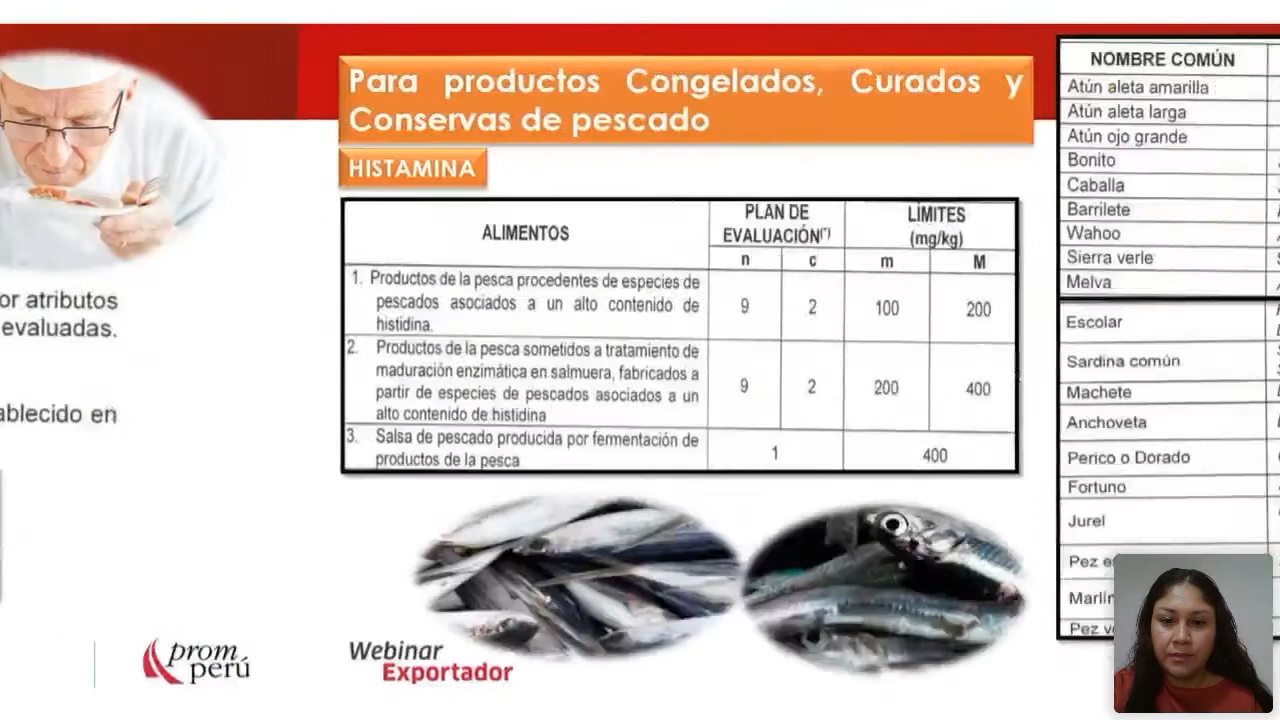 or atributos
evaluadas.
ablecido en
Para productos Congelados, Curados y
Conservas de pescado
HISTAMINA
ALIMENTOS
PLAN DE
EVALUACIÓN(*)
LÍMITES
(mg/kg)
n c m M
1. Productos de la pesca procedentes de especies de
pescados asociados a un alto contenido de
histidina.
9 2 100 200
2. Productos de la pesca sometidos a tratamiento de
maduración enzimática en salmuera, fabricados a
partir de especies de pescados asociados a un
alto contenido de histidina
9 2 200 400
3. Salsa de pescado producida por fermentación de
productos de la pesca
1 400
NOMBRE COMÚN
Atún aleta amarilla
Atún aleta larga
Atún ojo grande
Bonito
Caballa
Barrilete
Wahoo
Sierra verle
Melva
Escolar
Sardina común
Machete
Anchoveta
Perico o Dorado
Fortuno
Jurel
Pez
Marlin
Pez
prom
perú
Webinar
Exportador